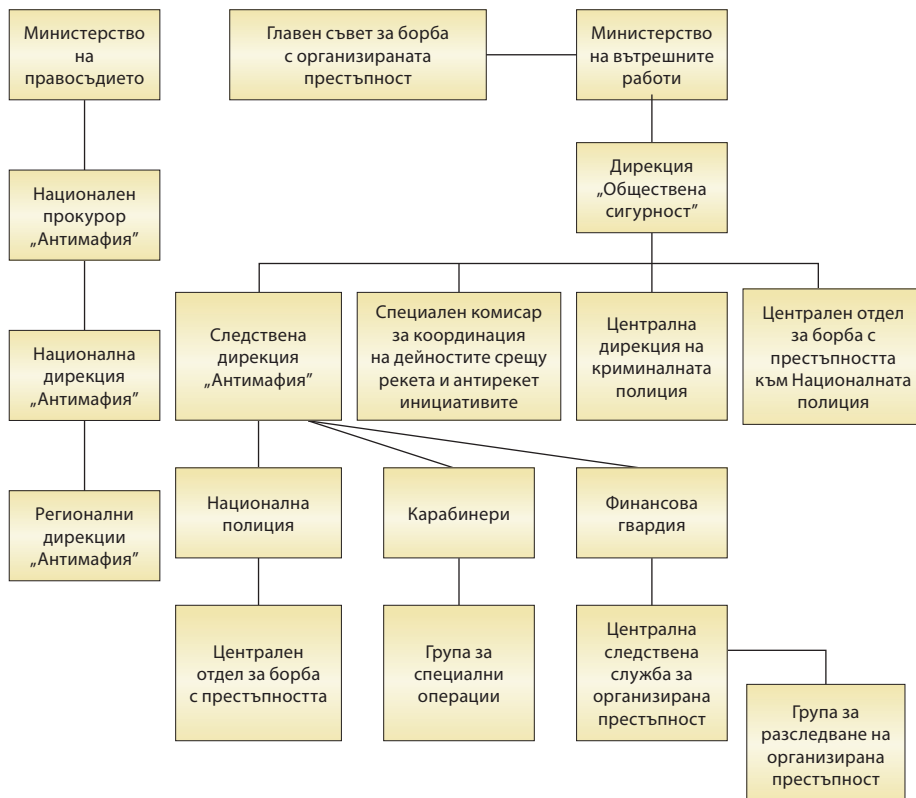 Министерство
на
правосъдието
Главен съвет за борба
с организираната
престъпност
Министерство
на вътрешните
работи
Национален
прокурор
„Антимафия”
Дирекция
„Обществена
сигурност”
Национална
дирекция
„Антимафия”
Следствена
дирекция
„Антимафия”
Специален комисар
за координация
на дейностите срещу
рекета и антирекет
инициативите
Централна
дирекция на
криминалната
полиция
Централен отдел
за борба с
престъпността
към Националната
полиция
Регионални
дирекции
„Антимафия”
Национална
полиция
Карабинери
Финансова
гвардия
Централен
отдел за борба
с престъпността
Група за
специални
операции
Централна
следствена
служба за
организирана
престъпност
Група за
разследване на
организирана
престъпност